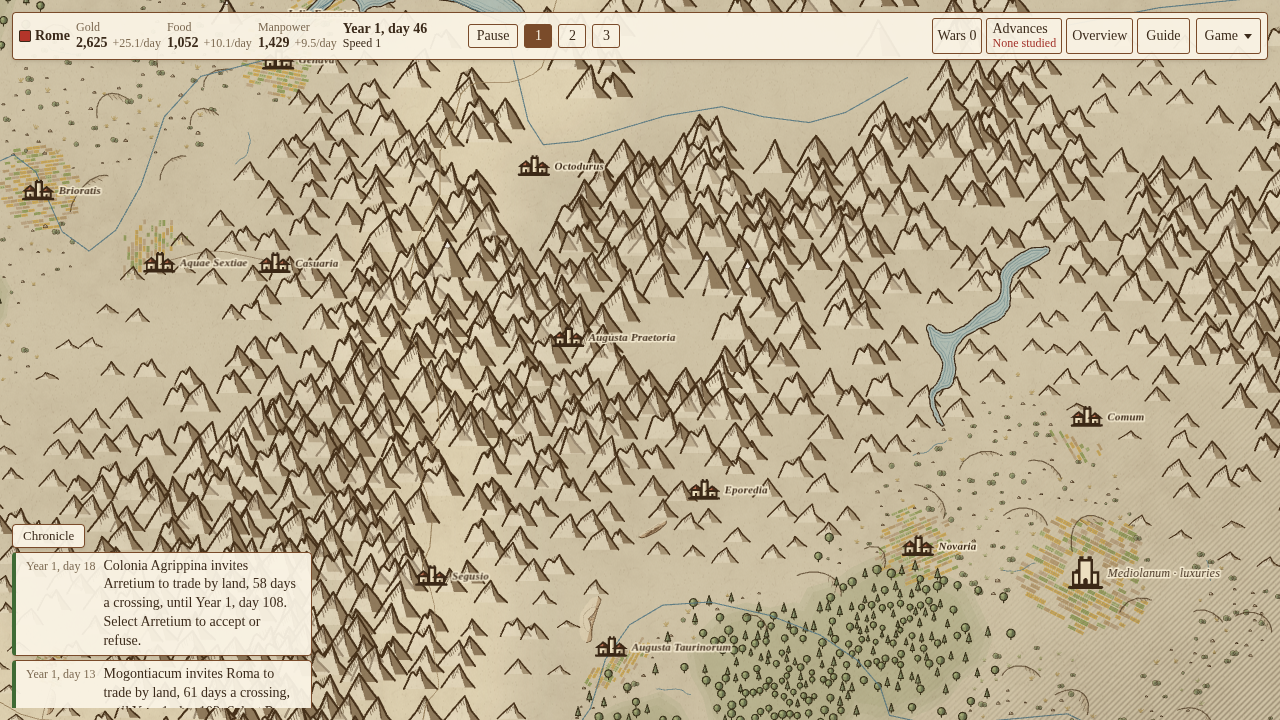 Rome
Gold
2,625 +25.1/day
Food
1,052 +10.1/day
Manpower
1,429 +9.5/day
Year 1, day 46
Speed 1
Pause
1
2
3
Wars 0
Advances
None studied
Overview
Guide
Game
Genava
Octodurus
Brioratis
Aquae Sextiae
Casuaria
Augusta Praetoria
Comum
Eporedia
Novaria
Mediolanum - luxuries
Segusio
Augusta Taurinorum
Chronicle
Year 1, day 18
Colonia Agrippina invites
Arretium to trade by land, 58 days
a crossing, until Year 1, day 108.
Select Arretium to accept or
refuse.
Year 1, day 13
Mogontiacum invites Roma to
trade by land, 61 days a crossing,